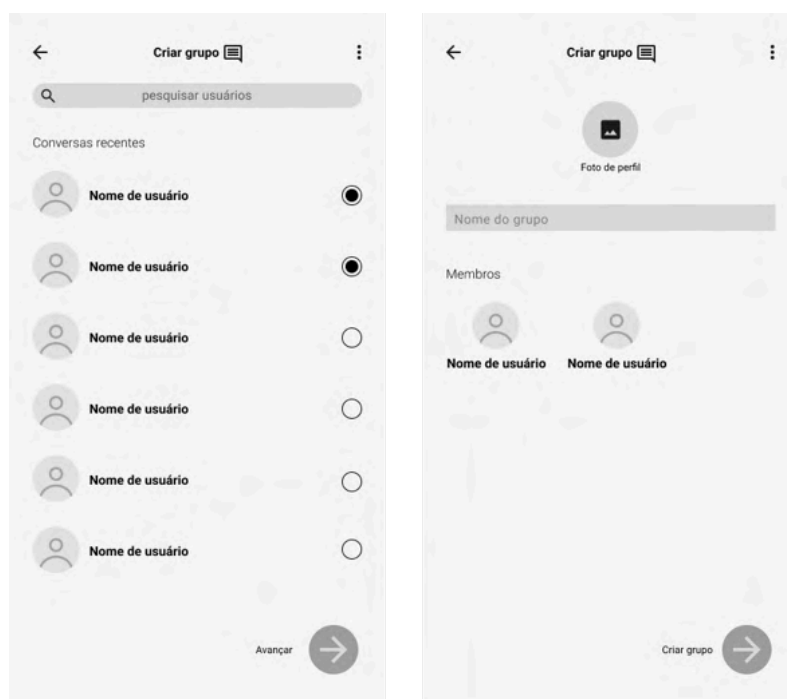 Criar grupo
pesquisar usuários
Conversas recentes
Nome de usuário
Nome de usuário
Nome de usuário
Nome de usuário
Nome de usuário
Nome de usuário
Avançar
Criar grupo
Foto de perfil
Nome do grupo
Membros
Nome de usuário Nome de usuário
Criar grupo